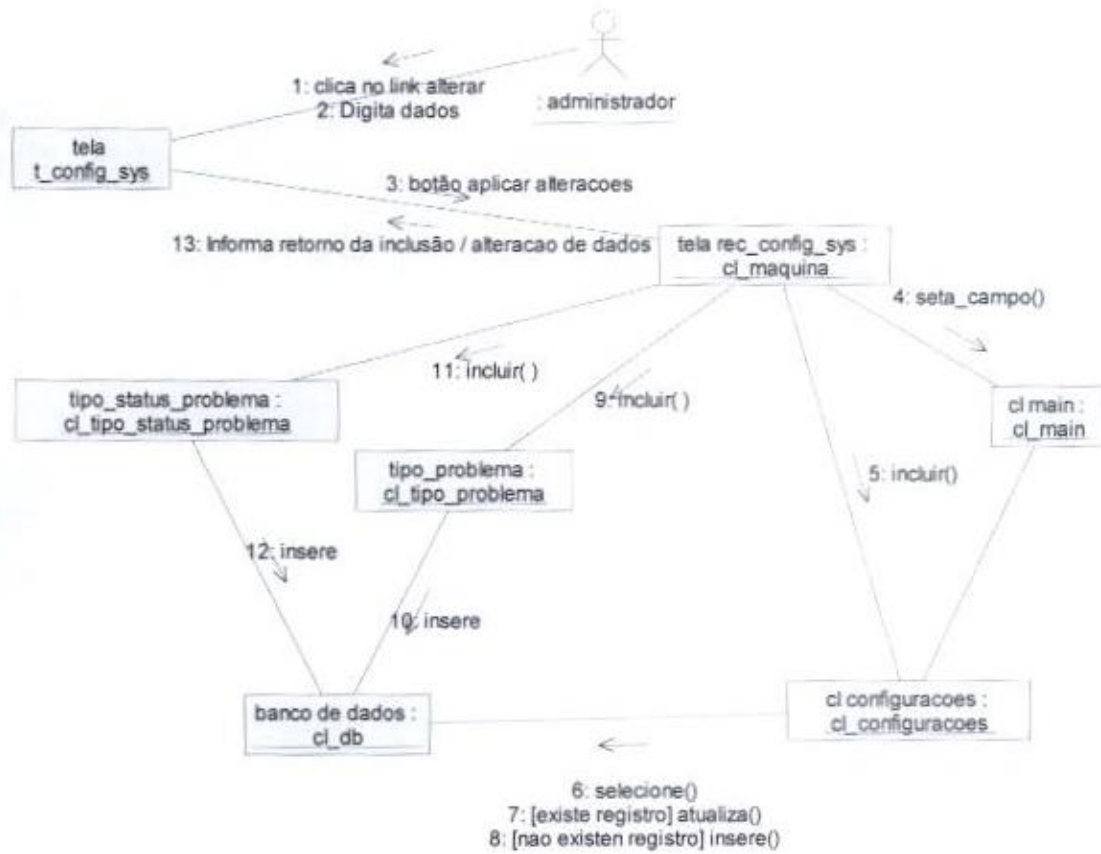 1: clica no link alterar
2: Digita dados
: administrador
tela
t_config_sys
3: botão aplicar alteracoes
13: Informa retorno da inclusão / alteracao de dados
tela rec_config_sys :
cl_maquina
4: seta_campo()
11: incluir( )
9: incluir( )
tipo_status_problema :
cl_tipo_status_problema
cl main :
cl_main
tipo_problema :
cl_tipo_problema
5: incluir()
12: insere
10: insere
banco de dados :
cl_db
cl configuracoes :
cl_configuracoes
6: selecione()
7: [existe registro] atualiza()
8: [nao existen registro] insere()